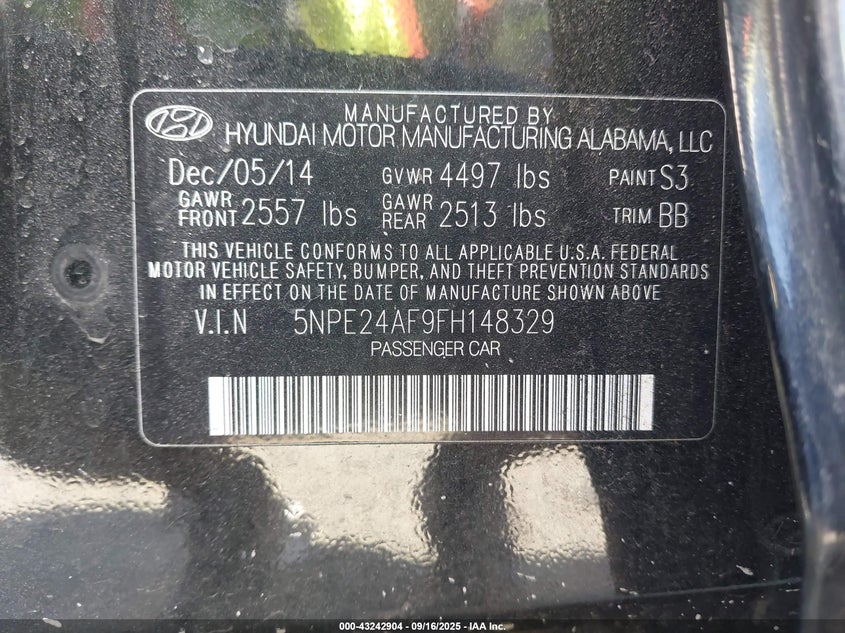 MANUFACTURED BY
HYUNDAI MOTOR MANUFACTURING ALABAMA, LLC
Dec/05/14 GVWR 4497 lbs PAINT S3
GAWR FRONT 2557 lbs GAWR REAR 2513 lbs TRIM BB
THIS VEHICLE CONFORMS TO ALL APPLICABLE U.S.A. FEDERAL
MOTOR VEHICLE SAFETY, BUMPER, AND THEFT PREVENTION STANDARDS
IN EFFECT ON THE DATE OF MANUFACTURE SHOWN ABOVE
V.I.N 5NPE24AF9FH148329
PASSENGER CAR
000-43242904 - 09/16/2025 - IAA Inc.